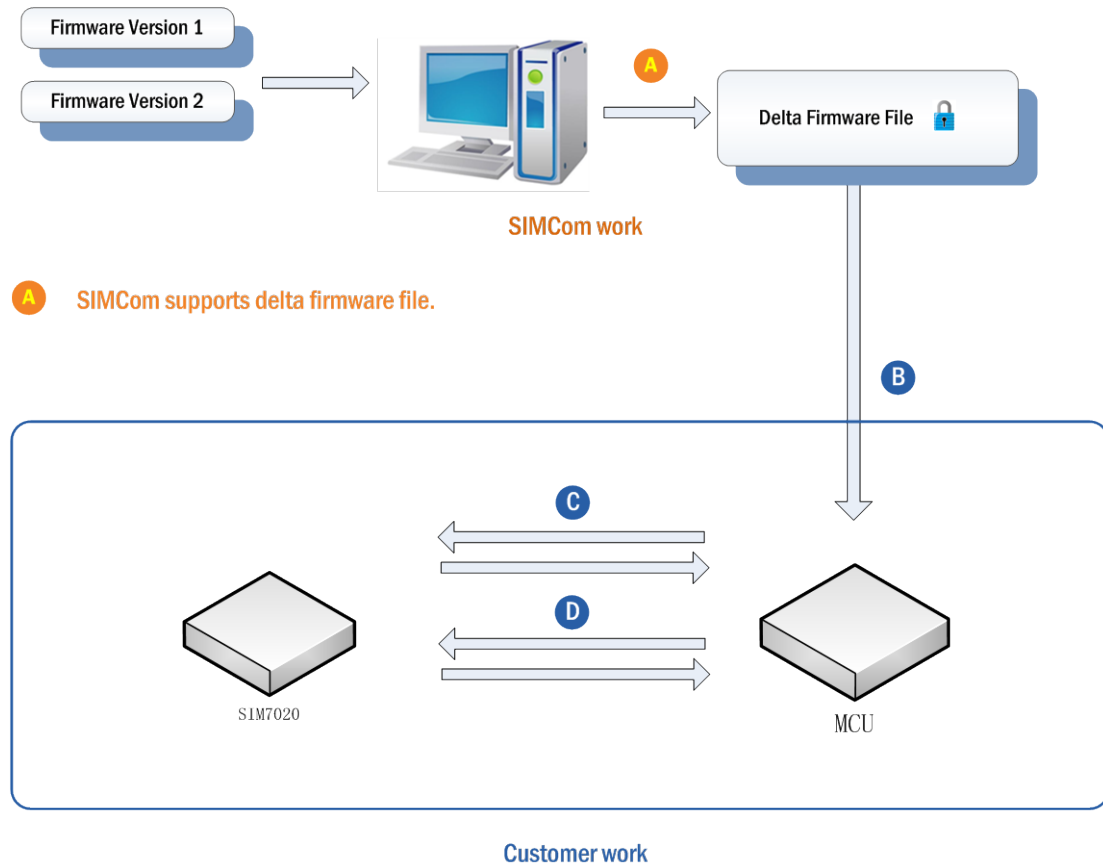 Firmware Version 1
Firmware Version 2
A
Delta Firmware File
SIMCom work
A SIMCom supports delta firmware file.
B
C
D
SIM7020
MCU
Customer work